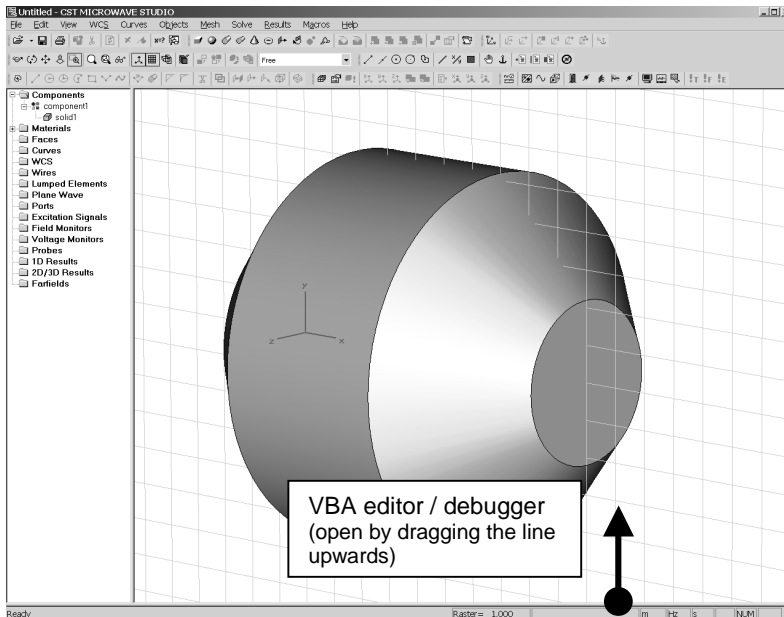 Untitled - CST MICROWAVE STUDIO
File Edit View WCS Curves Objects Mesh Solve Results Macros Help
Free
Components
component1
solid1
Materials
Faces
Curves
WCS
Wires
Lumped Elements
Plane Wave
Ports
Excitation Signals
Field Monitors
Voltage Monitors
Probes
1D Results
2D/3D Results
Farfields
y
z
x
VBA editor / debugger
(open by dragging the line
upwards)
Ready Raster= 1.000 m Hz s NUM